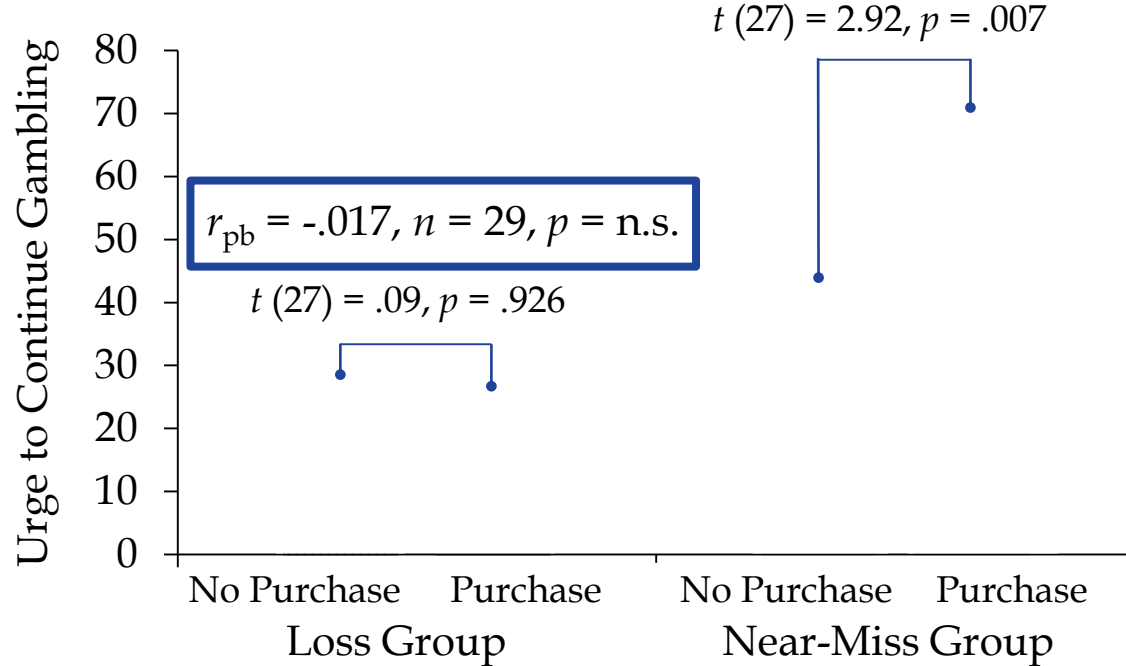 t (27) = 2.92, p = .007
Urge to Continue Gambling
80
70
60
50
40
30
20
10
0
r_pb = -.017, n = 29, p = n.s.
t (27) = .09, p = .926
No Purchase Purchase No Purchase Purchase
Loss Group Near-Miss Group